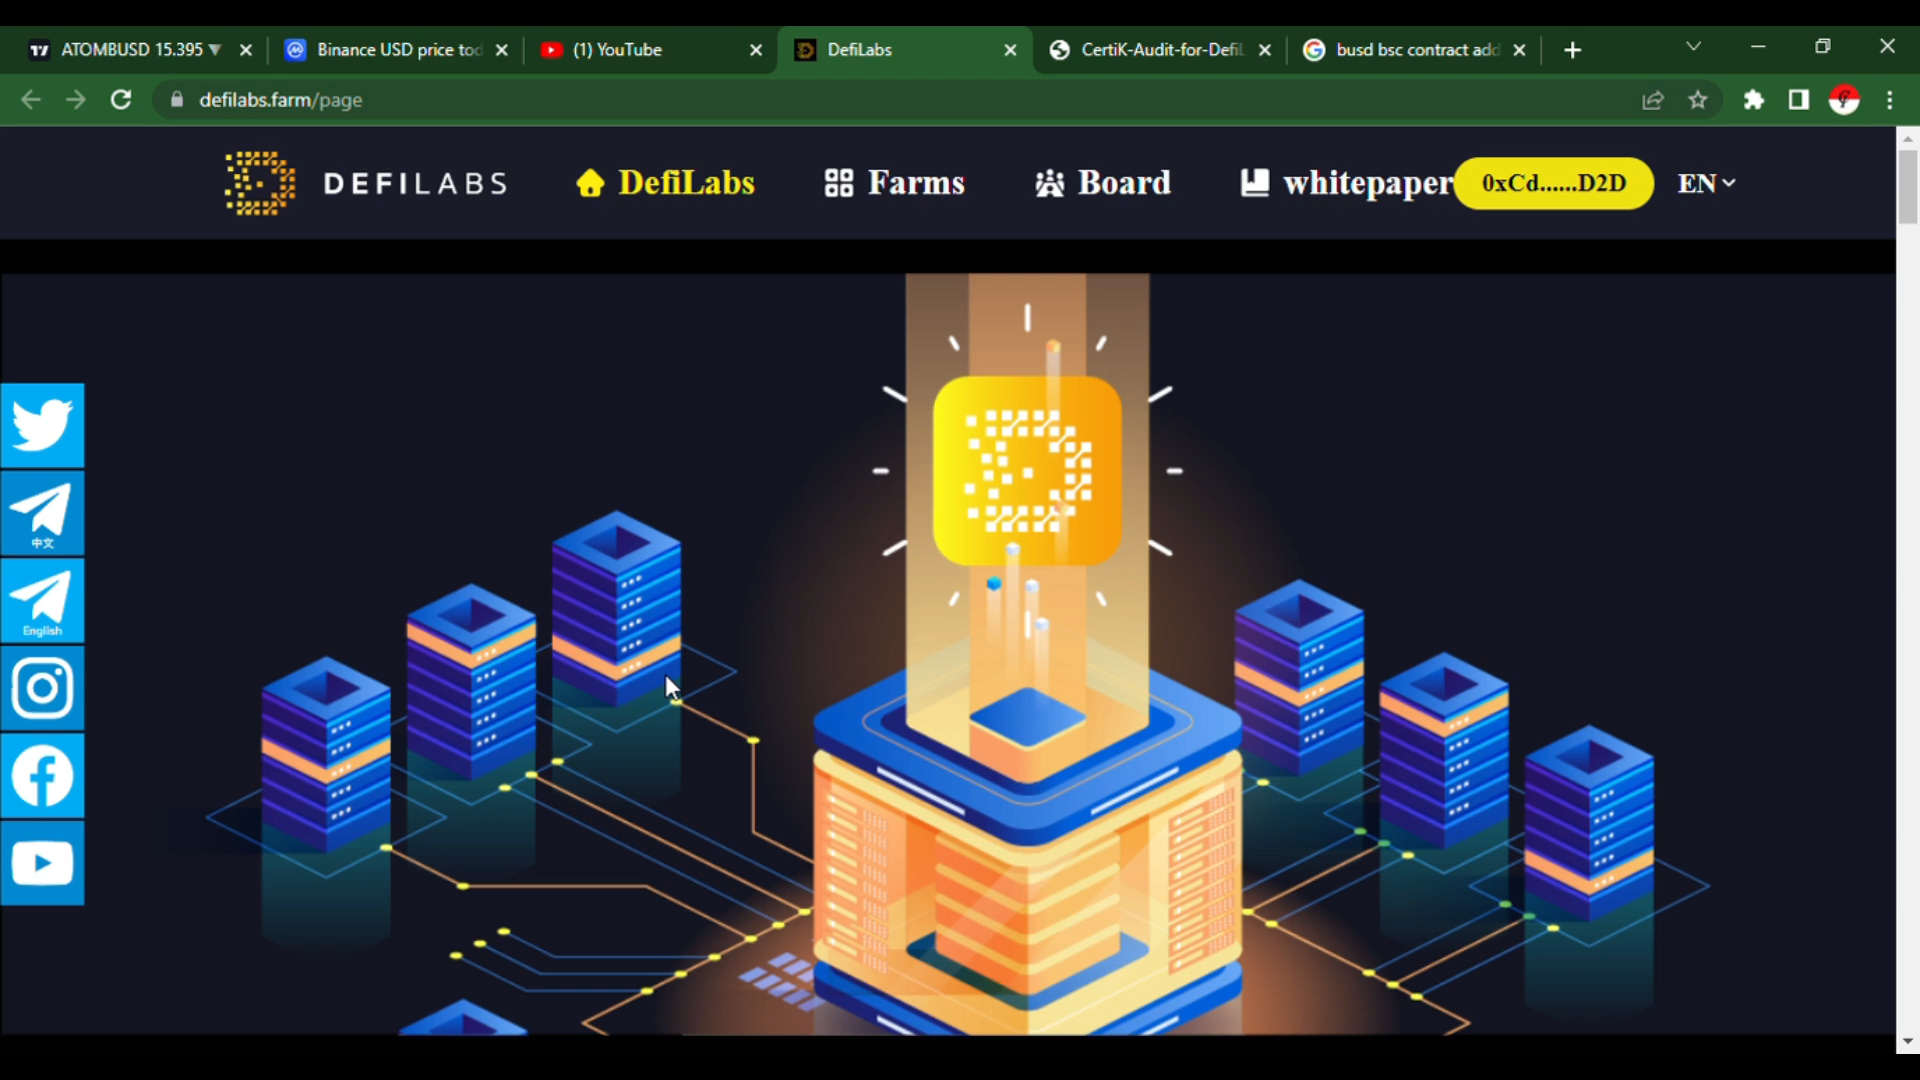 ATOMBUSD 15.395
Binance USD price tod
(1) YouTube
DefiLabs
CertiK-Audit-for-DefiL
busd bsc contract add
defilabs.farm/page
DEFILABS
DefiLabs
Farms
Board
whitepaper
0xCd......D2D
EN
中文
English